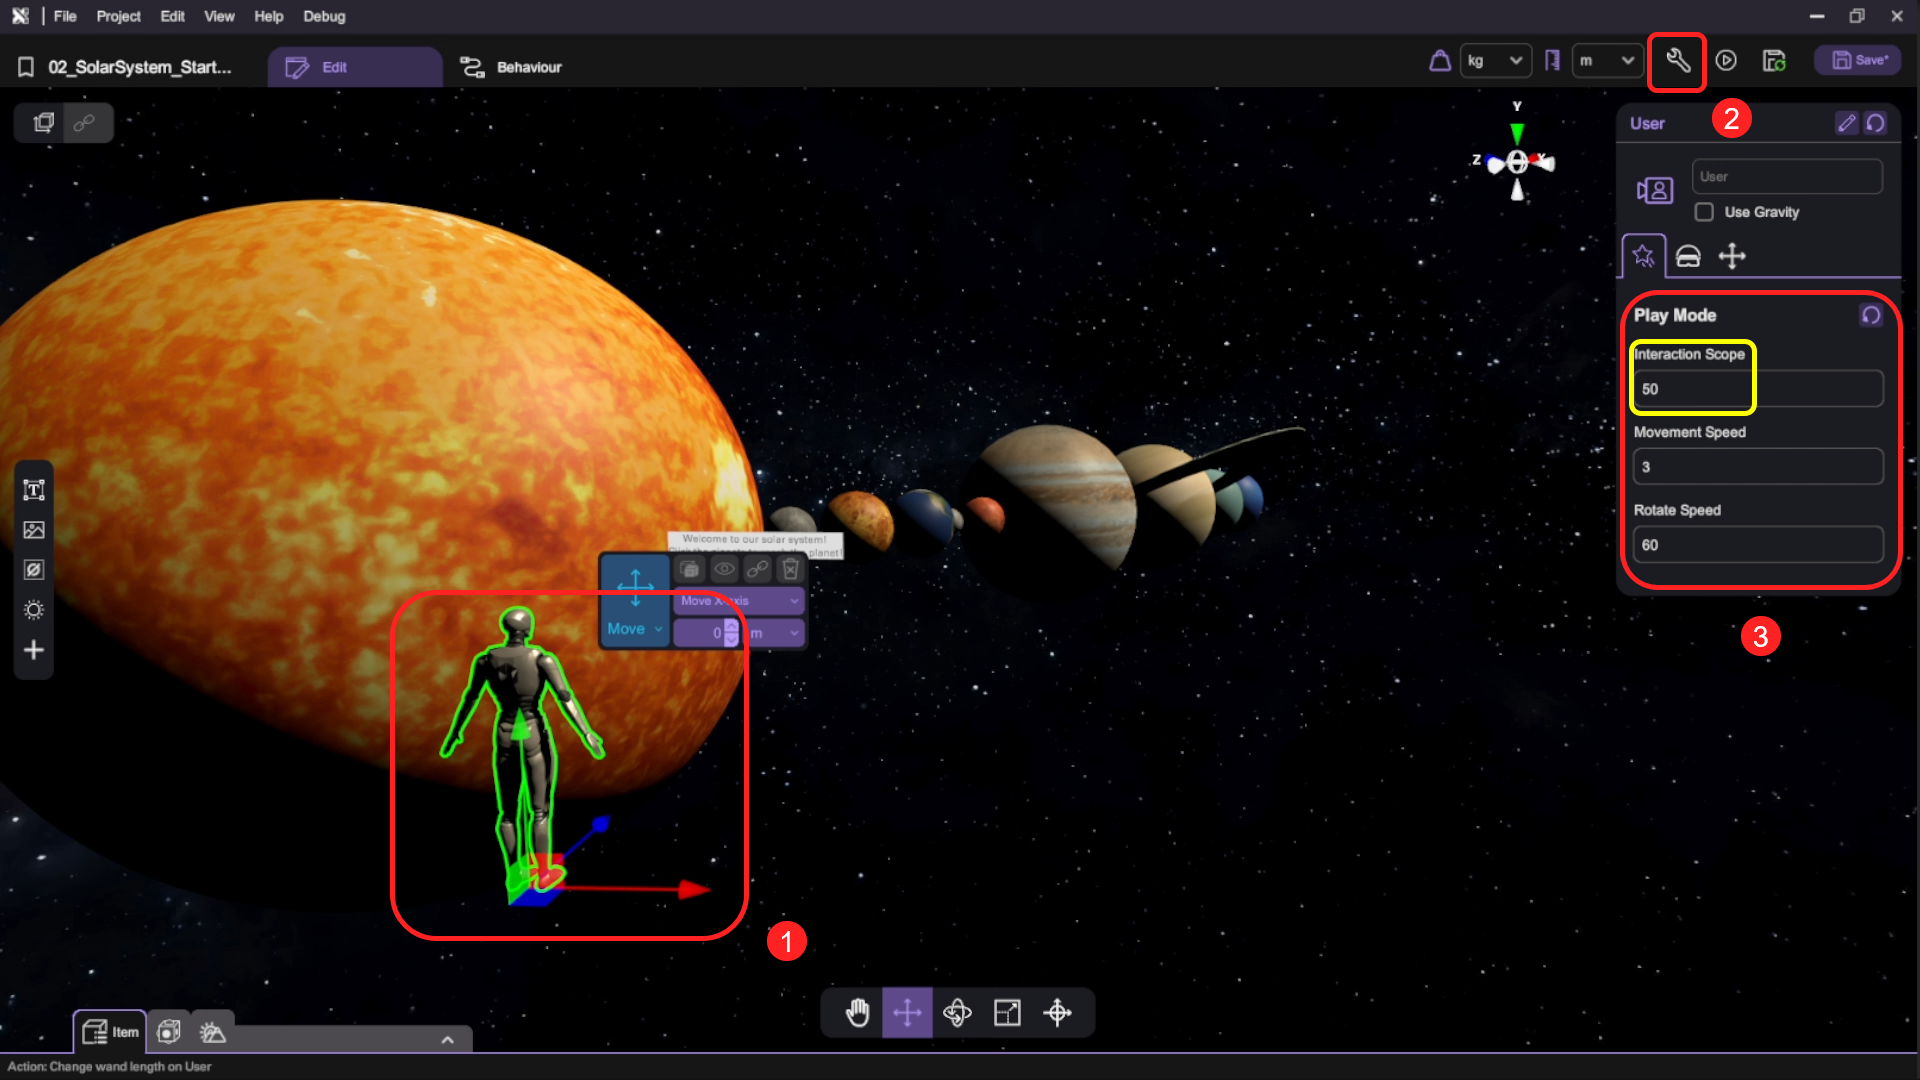 File Project Edit View Help Debug
02_SolarSystem_Start... Edit Behaviour kg m Save*
2
User
User
Use Gravity
Y
Z X
Play Mode
Interaction Scope
50
Movement Speed
3
Rotate Speed
60
3
Welcome to our solar system!
planet!
Move X-axis
Move 0 m
1
Item
Action: Change wand length on User